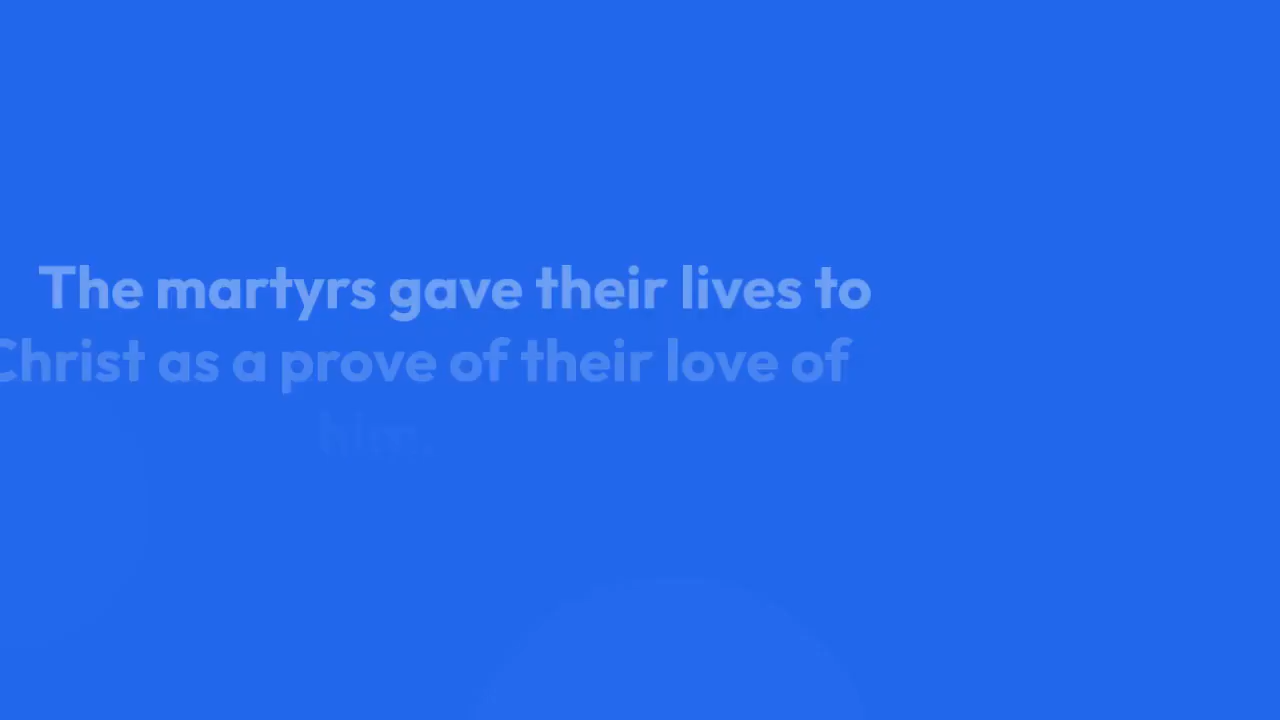 The martyrs gave their lives to
Christ as a prove of their love of
him.